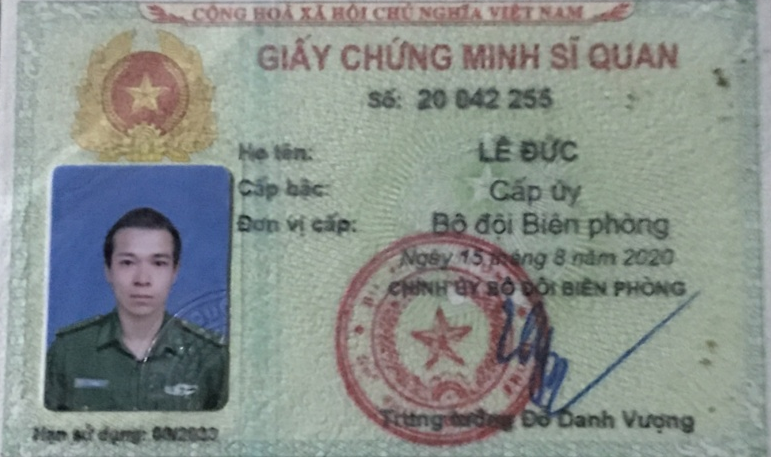 CỘNG HOÀ XÃ HỘI CHỦ NGHĨA VIỆT NAM
GIẤY CHỨNG MINH SĨ QUAN
Số: 20 042 255
Họ tên: LÊ ĐỨC
Cấp bậc: Cấp úy
Đơn vị cấp: Bộ đội Biên phòng
Ngày 15 tháng 8 năm 2020
CHÍNH ỦY BỘ ĐỘI BIÊN PHÒNG
Trung tướng Đỗ Danh Vượng
Hạn sử dụng: